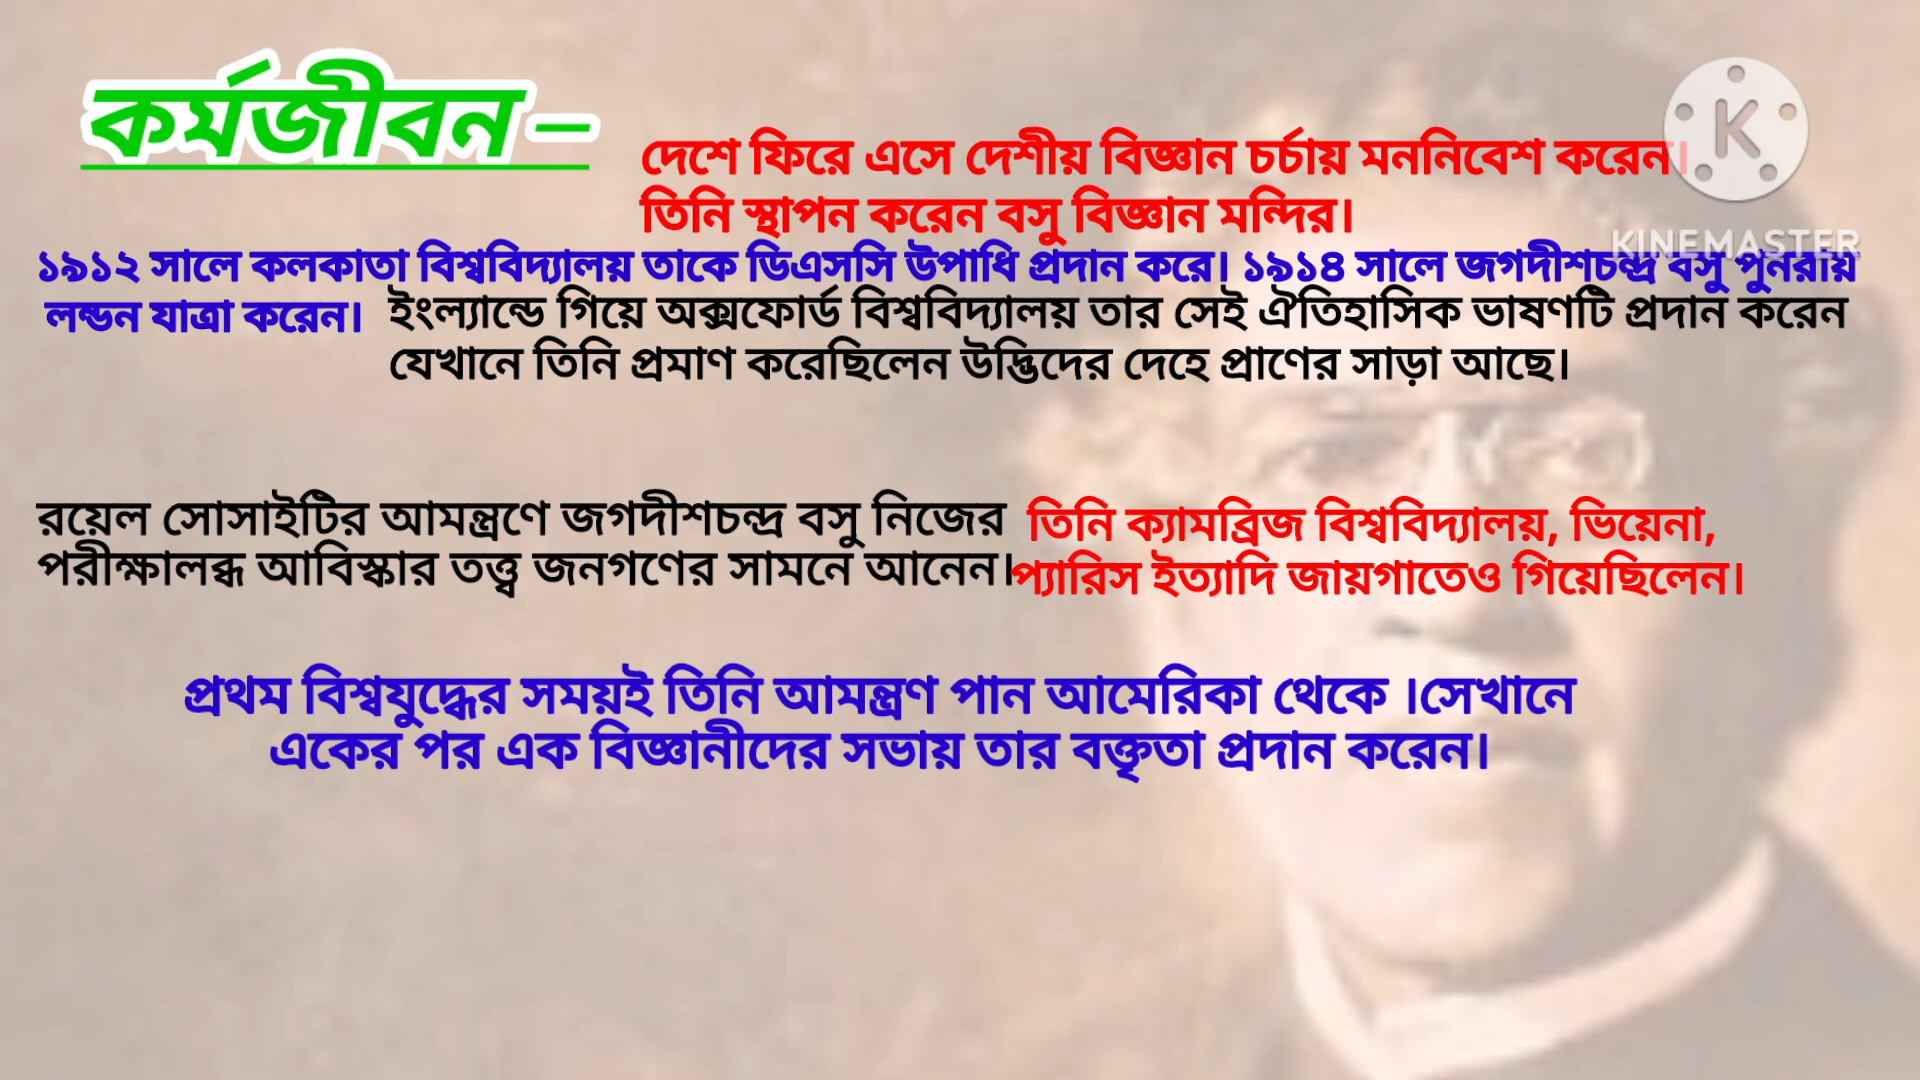 কর্মজীবন –
দেশে ফিরে এসে দেশীয় বিজ্ঞান চর্চায় মননিবেশ করেন।
তিনি স্থাপন করেন বসু বিজ্ঞান মন্দির।
১৯১২ সালে কলকাতা বিশ্ববিদ্যালয় তাকে ডিএসসি উপাধি প্রদান করে। ১৯১৪ সালে জগদীশচন্দ্র বসু পুনরায়
লন্ডন যাত্রা করেন।
ইংল্যান্ডে গিয়ে অক্সফোর্ড বিশ্ববিদ্যালয় তার সেই ঐতিহাসিক ভাষণটি প্রদান করেন
যেখানে তিনি প্রমাণ করেছিলেন উদ্ভিদের দেহে প্রাণের সাড়া আছে।
রয়েল সোসাইটির আমন্ত্রণে জগদীশচন্দ্র বসু নিজের
পরীক্ষালব্ধ আবিস্কার তত্ত্ব জনগণের সামনে আনেন।
তিনি ক্যামব্রিজ বিশ্ববিদ্যালয়, ভিয়েনা,
প্যারিস ইত্যাদি জায়গাতেও গিয়েছিলেন।
প্রথম বিশ্বযুদ্ধের সময়ই তিনি আমন্ত্রণ পান আমেরিকা থেকে ।সেখানে
একের পর এক বিজ্ঞানীদের সভায় তার বক্তৃতা প্রদান করেন।
K
KINEMASTER